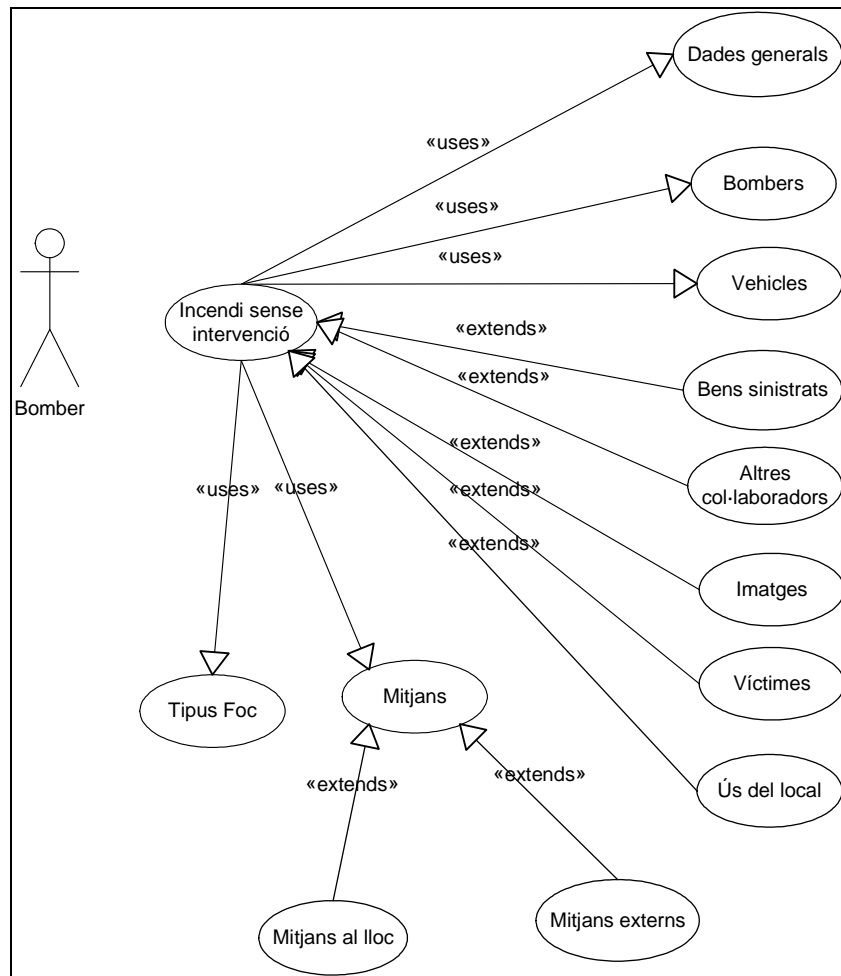 Dades generals
«uses»
Bombers
«uses»
«uses»
Vehicles
Incendi sense
intervenció
«extends»
«extends»
Bens sinistrats
Bomber
Altres
col·laboradors
«uses»
«uses»
«extends»
«extends»
«extends»
Imatges
Víctimes
Tipus Foc
Mitjans
Ús del local
«extends»
«extends»
Mitjans al lloc
Mitjans externs